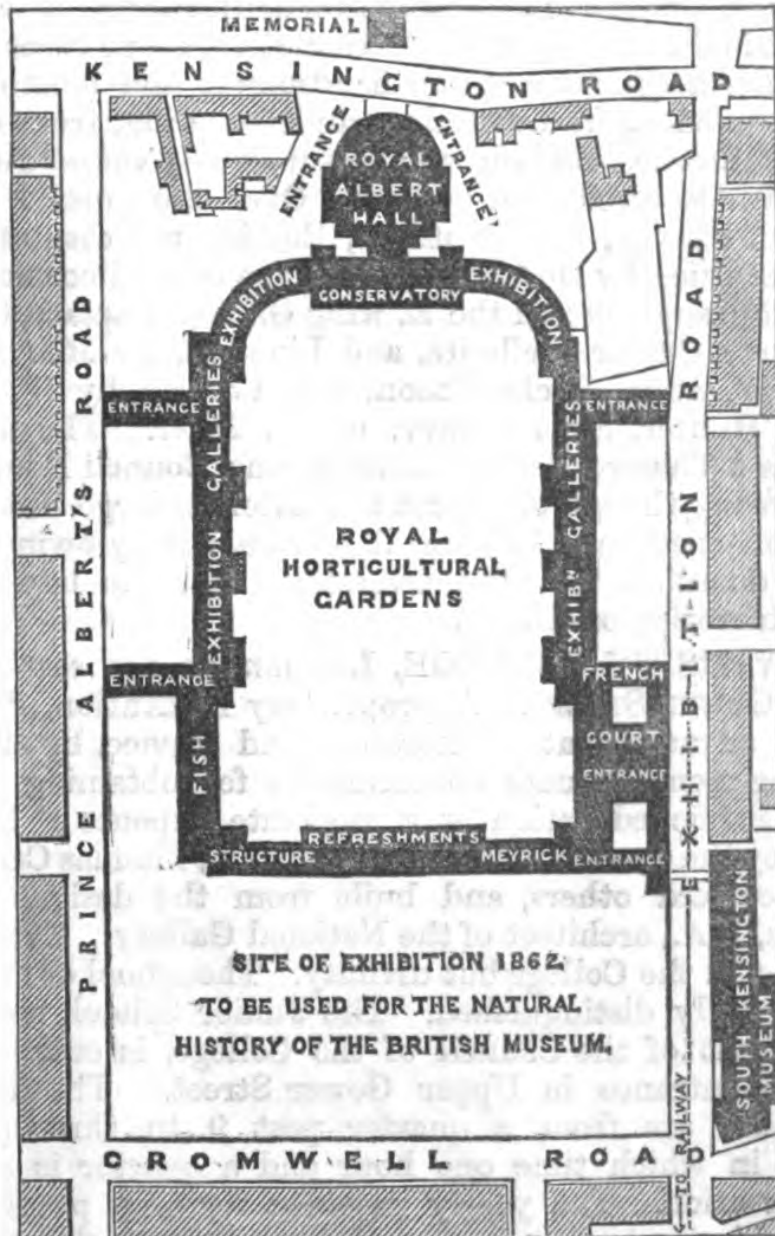 MEMORIAL
KENSINGTON ROAD
ENTRANCE
ENTRANCE
ROYAL
ALBERT
HALL
EXHIBITION
EXHIBITION
CONSERVATORY
PRINCE ALBERT'S ROAD
EXHIBITION ROAD
ENTRANCE
ENTRANCE
EXHIBITION GALLERIES
EXHIBN GALLERIES
ROYAL
HORTICULTURAL
GARDENS
ENTRANCE
FRENCH
COURT
ENTRANCE
FISH
REFRESHMENTS
STRUCTURE
MEYRICK
ENTRANCE
SITE OF EXHIBITION 1862,
TO BE USED FOR THE NATURAL
HISTORY OF THE BRITISH MUSEUM.
SOUTH KENSINGTON
MUSEUM
CROMWELL ROAD
TO RAILWAY